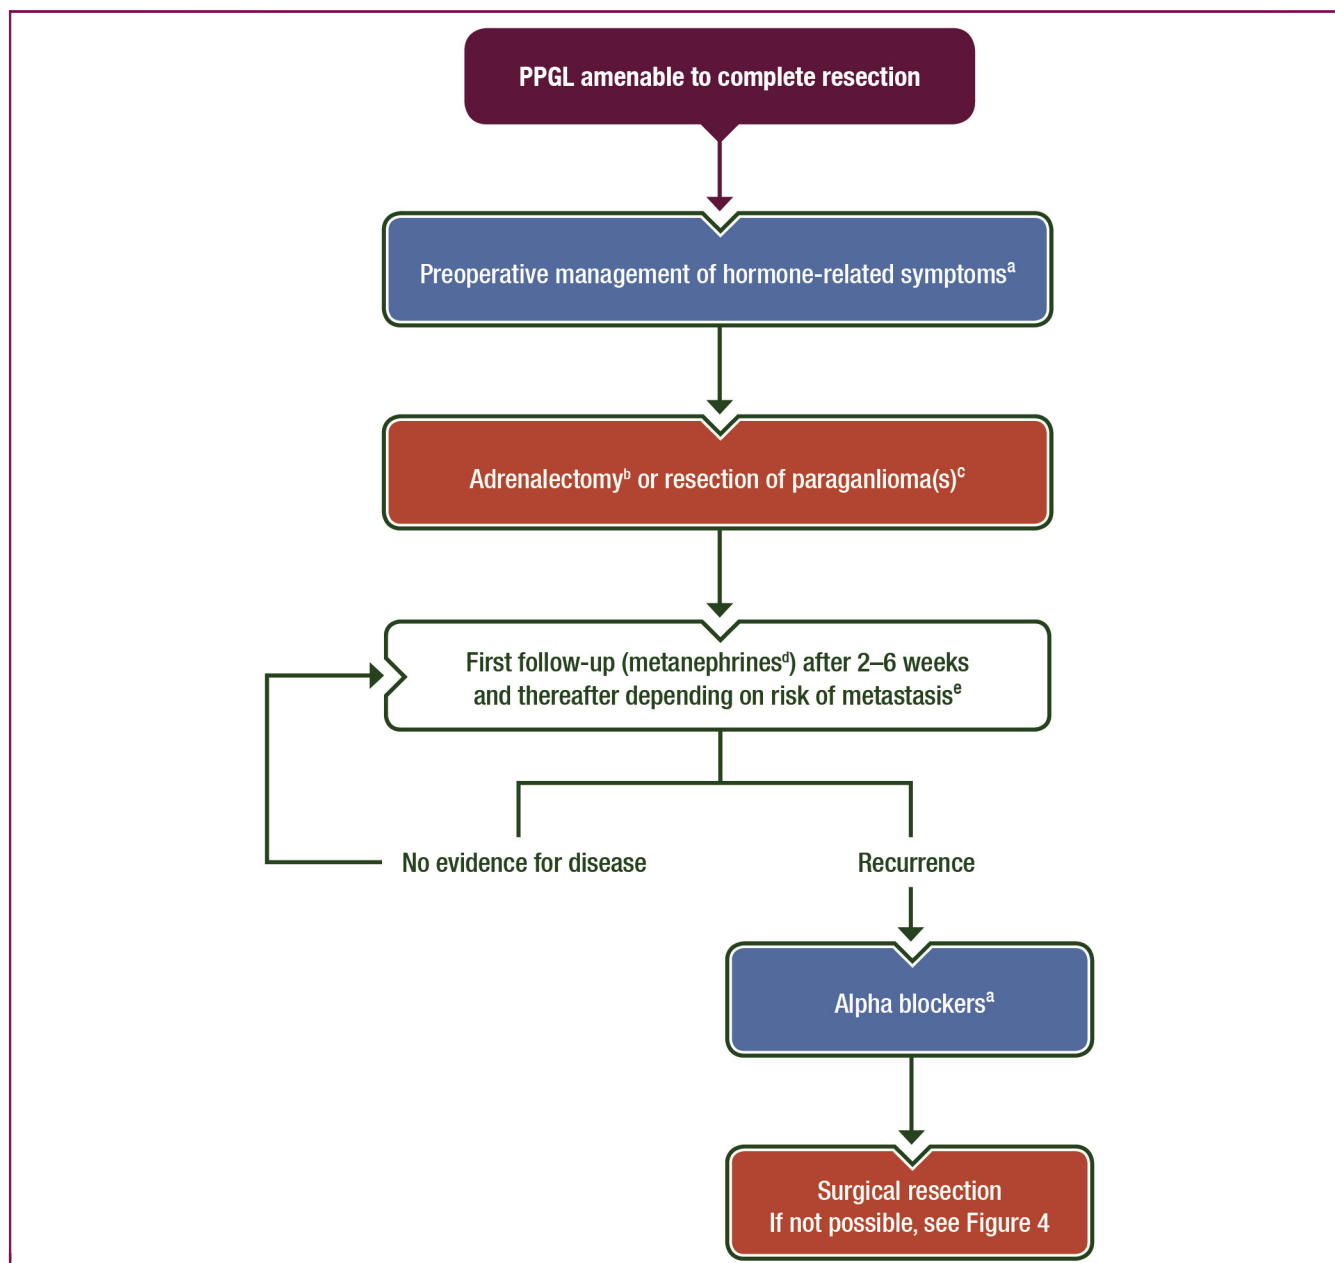 PPGL amenable to complete resection
Preoperative management of hormone-related symptomsᵃ
Adrenalectomyᵇ or resection of paraganlioma(s)ᶜ
First follow-up (metanephrinesᵈ) after 2–6 weeks
and thereafter depending on risk of metastasisᵉ
No evidence for disease
Recurrence
Alpha blockersᵃ
Surgical resection
If not possible, see Figure 4